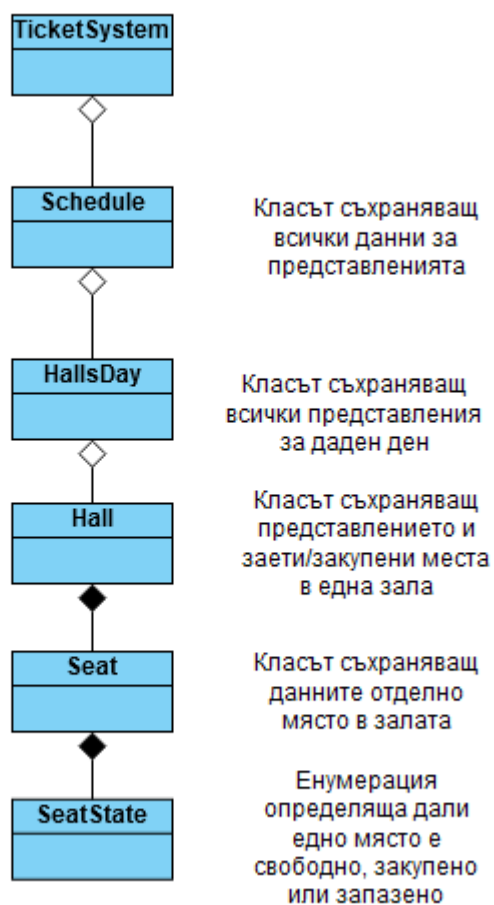 TicketSystem
Schedule
Класът съхраняващ
всички данни за
представленията
HallsDay
Класът съхраняващ
всички представления
за даден ден
Hall
Класът съхраняващ
представлението и
заети/закупени места
в една зала
Seat
Класът съхраняващ
данните отделно
място в залата
SeatState
Енумерация
определяща дали
едно място е
свободно, закупено
или запазено